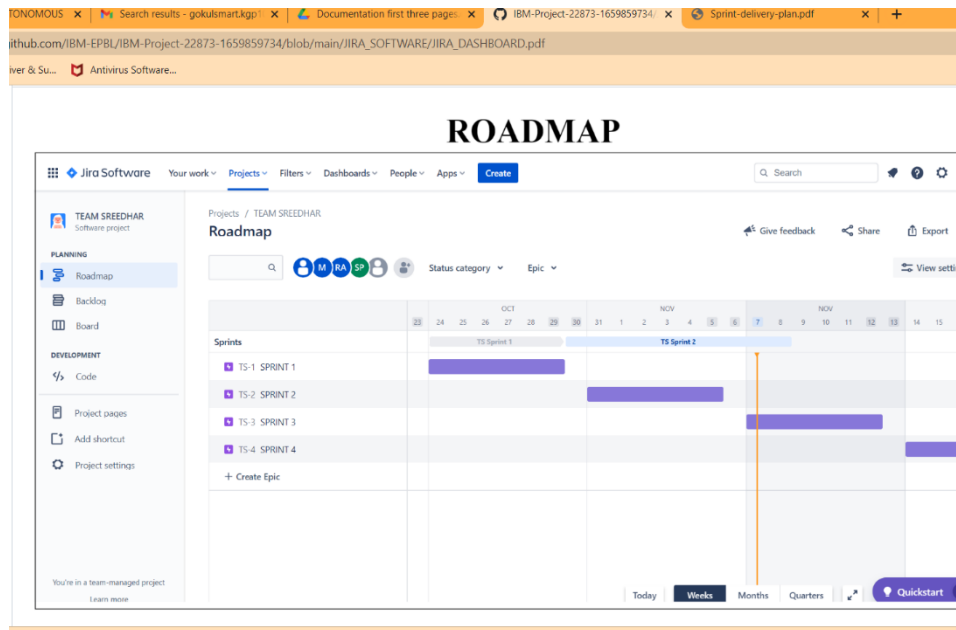 TONOMOUS
Search results - gokulsmart.kgp1
Documentation first three pages.
IBM-Project-22873-1659859734/
Sprint-delivery-plan.pdf
github.com/IBM-EPBL/IBM-Project-22873-1659859734/blob/main/JIRA_SOFTWARE/JIRA_DASHBOARD.pdf
iver & Su...
Antivirus Software...
ROADMAP
Jira Software Your work Projects Filters Dashboards People Apps Create Search
TEAM SREEDHAR
Software project
PLANNING
Roadmap
Backlog
Board
DEVELOPMENT
Code
Project pages
Add shortcut
Project settings
You're in a team-managed project
Learn more
Projects / TEAM SREEDHAR
Roadmap
Give feedback Share Export
M RA SP Status category Epic View setti
OCT NOV NOV
23 24 25 26 27 28 29 30 31 1 2 3 4 5 6 7 8 9 10 11 12 13 14 15
Sprints TS Sprint 1 TS Sprint 2
TS-1 SPRINT 1
TS-2 SPRINT 2
TS-3 SPRINT 3
TS-4 SPRINT 4
+ Create Epic
Today Weeks Months Quarters Quickstart